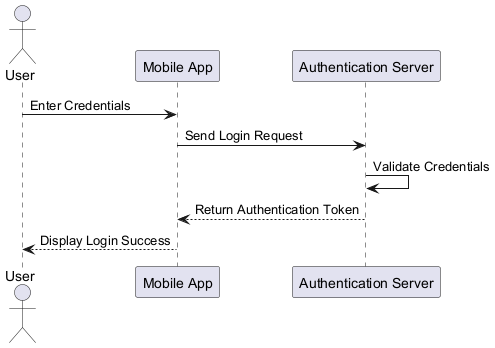 User
Mobile App
Authentication Server
Enter Credentials
Send Login Request
Validate Credentials
Return Authentication Token
Display Login Success
User
Mobile App
Authentication Server